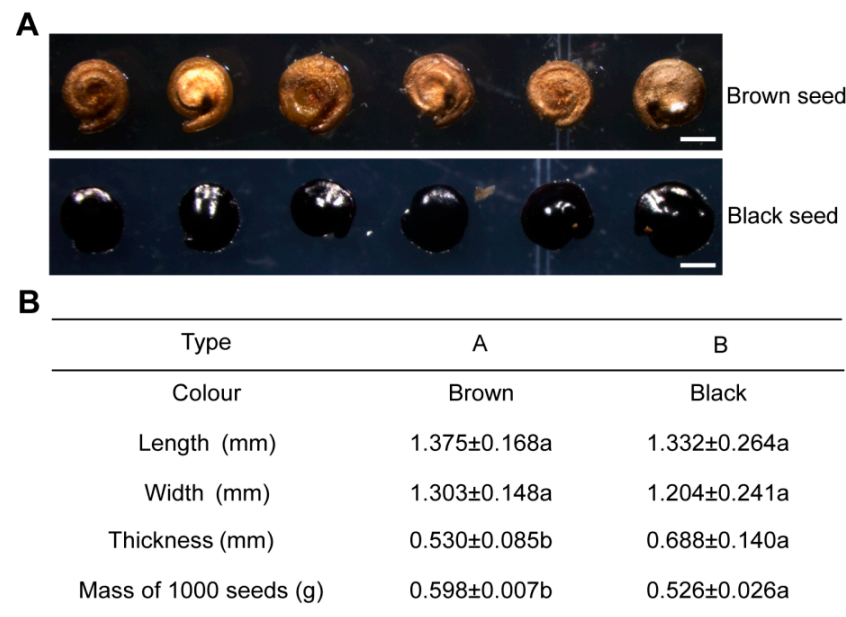 A
Brown seed
Black seed
B
Type A B
Colour Brown Black
Length (mm) 1.375±0.168a 1.332±0.264a
Width (mm) 1.303±0.148a 1.204±0.241a
Thickness (mm) 0.530±0.085b 0.688±0.140a
Mass of 1000 seeds (g) 0.598±0.007b 0.526±0.026a